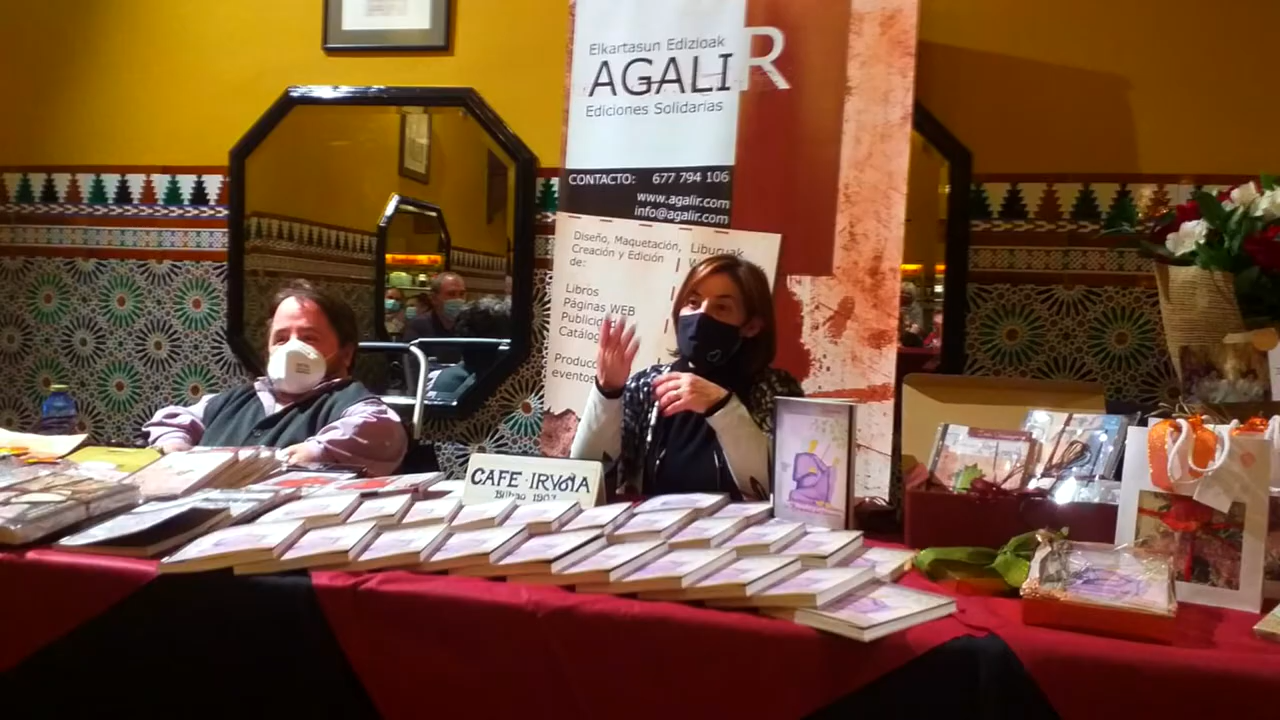 Elkartasun Edizioak
AGALIR
Ediciones Solidarias
CONTACTO: 677 794 106
www.agalir.com
info@agalir.com
Diseño, Maquetación,
Creación y Edición
de:
Libros
Páginas WEB
Liburuak
CAFE IRUÑA
Bilbao 1903